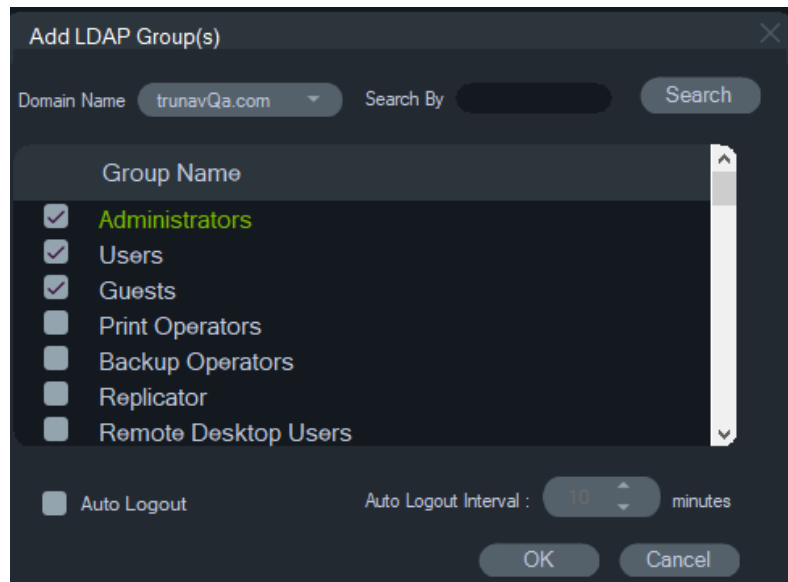 Add LDAP Group(s)
Domain Name trunavQa.com Search By Search
Group Name
Administrators
Users
Guests
Print Operators
Backup Operators
Replicator
Remote Desktop Users
Auto Logout Auto Logout Interval : 10 minutes
OK Cancel